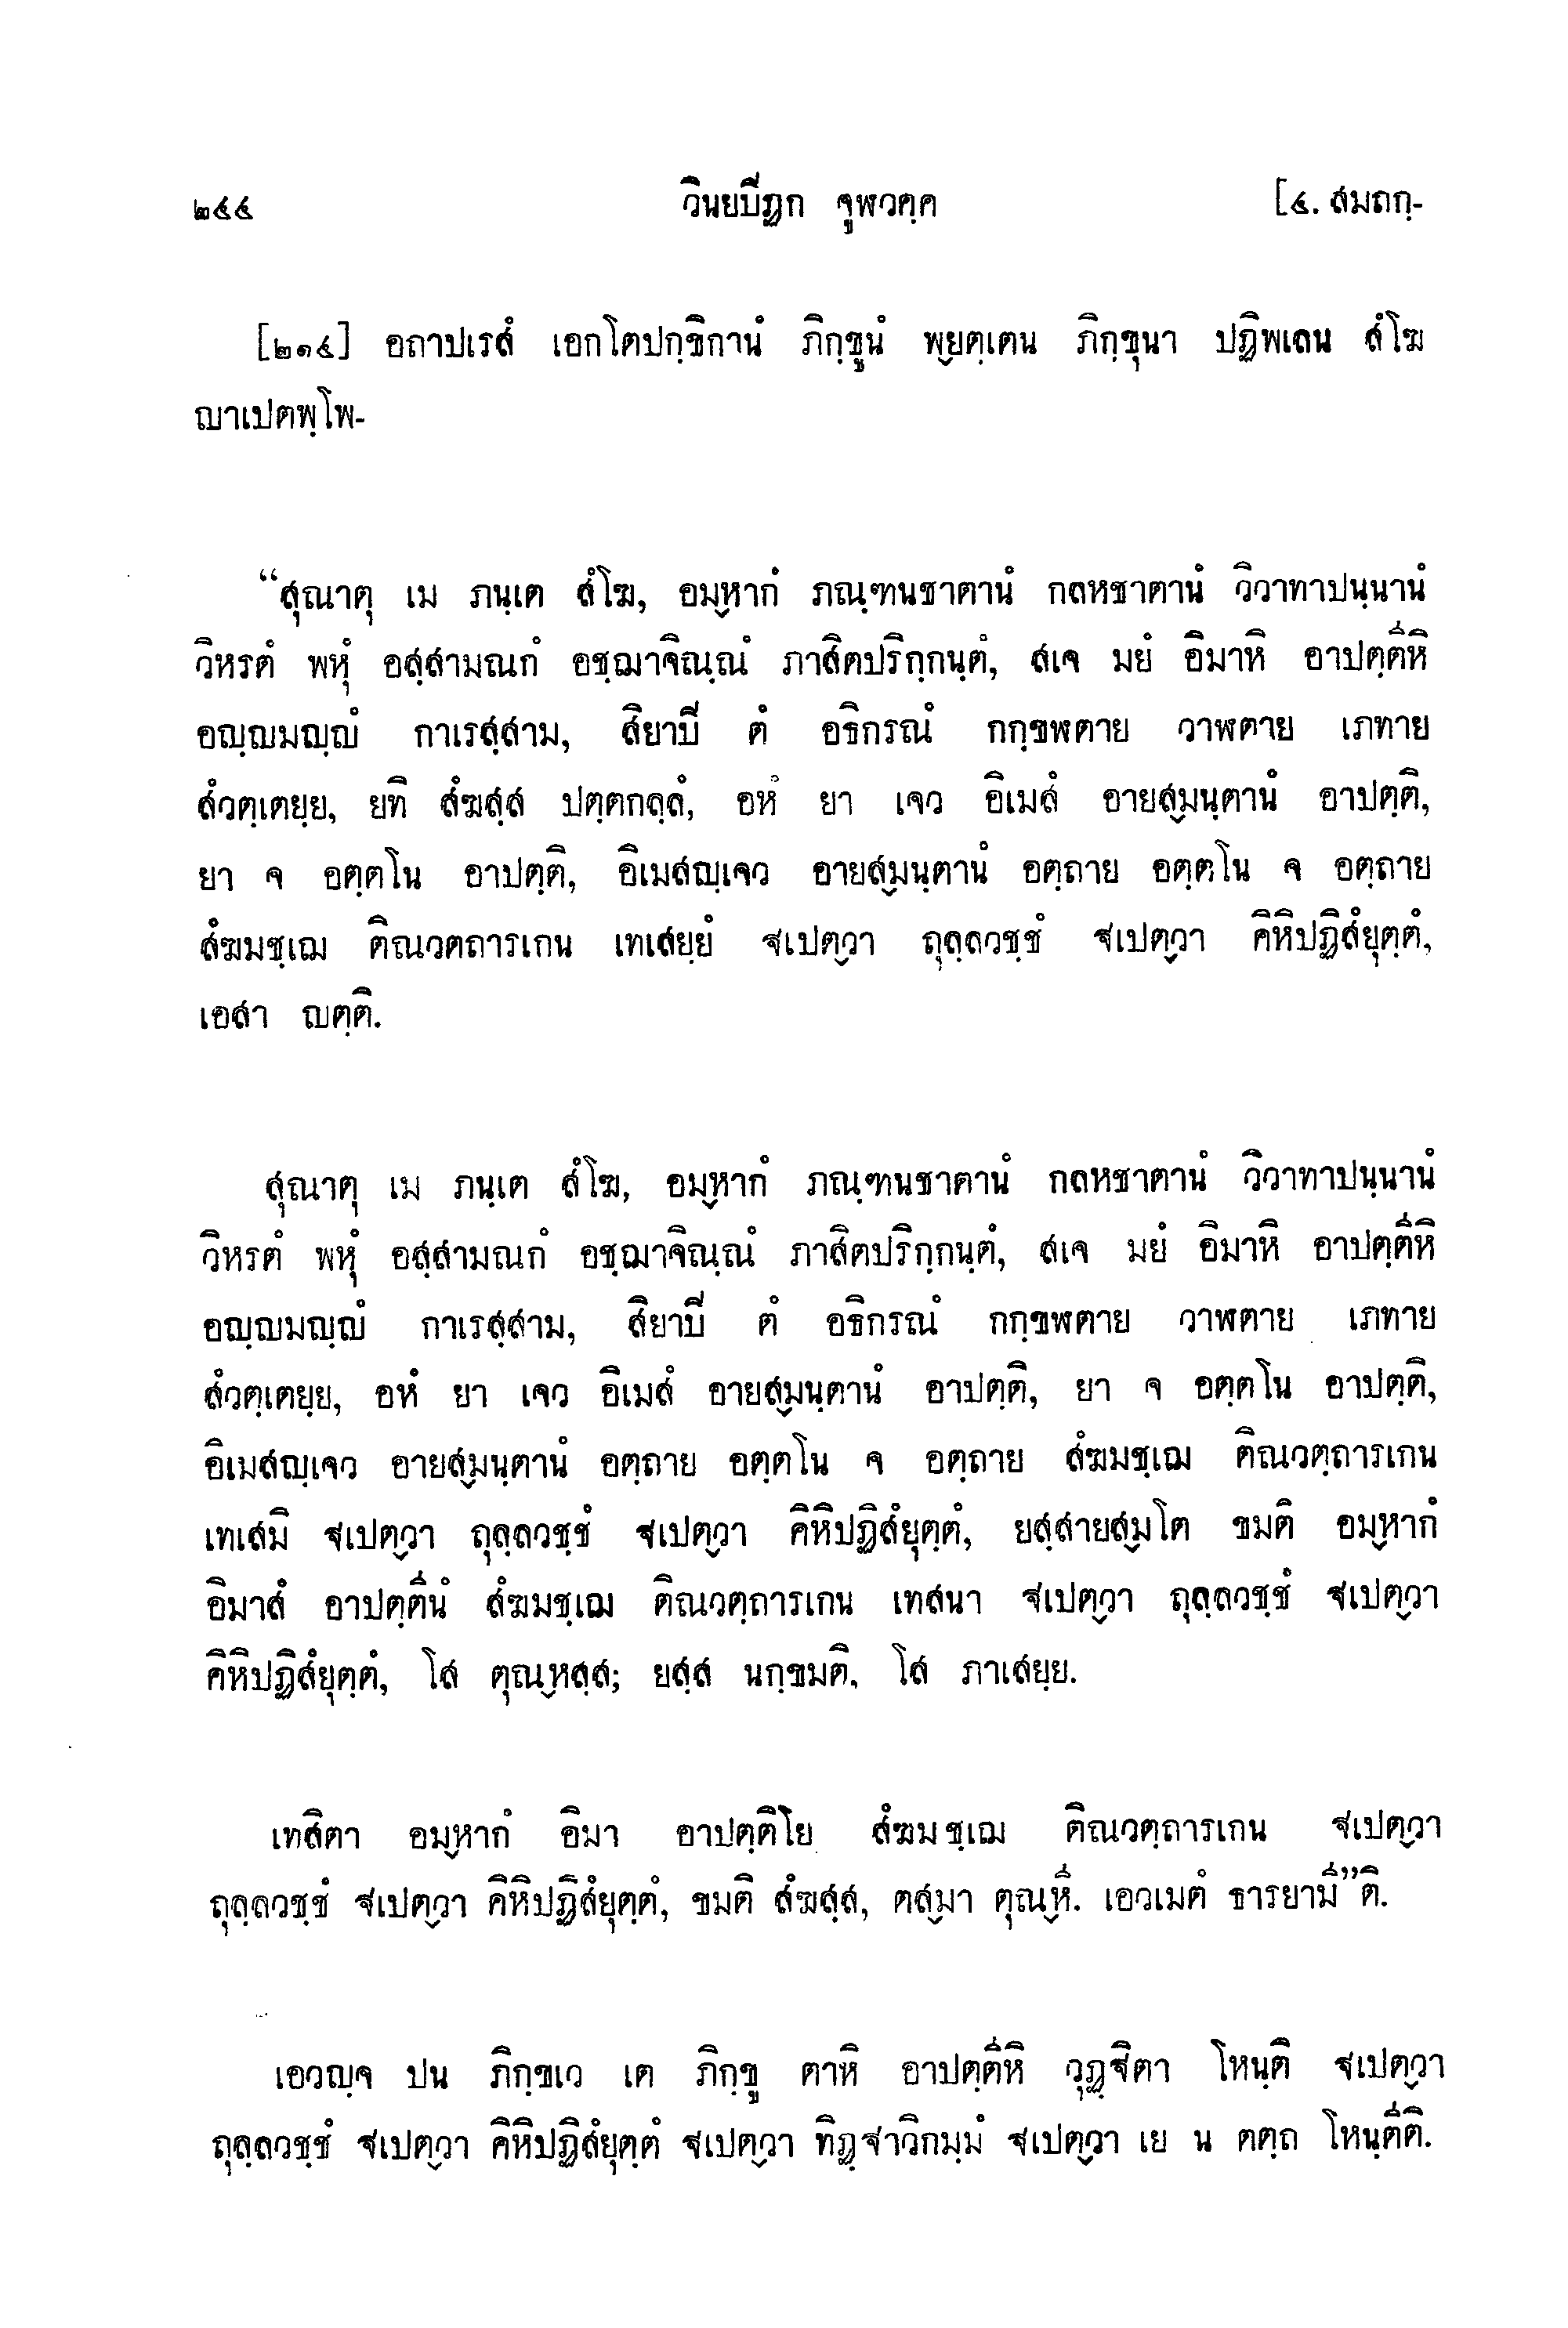 ๒๔๔ วินยปิฏก จูฬวคฺค [๔. สมถกฺ-
[๒๑๔] อถาปเรสํ เอกโตปกฺขิกานํ ภิกฺขูนํ พฺยตฺเตน ภิกฺขุนา ปฏิพเลน สํโฆ
ญาเปตพฺโพ-
“สุณาตุ เม ภนฺเต สํโฆ, อมฺหากํ ภณฺฑนชาตานํ กลหชาตานํ วิวาทาปนฺนานํ
วิหรตํ พหุํ อสฺสามณกํ อชฺฌาจิณฺณํ ภาสิตปริกฺกนฺตํ, สเจ มยํ อิมาหิ อาปตฺตีหิ
อญฺญมญฺญํ กาเรสฺสาม, สิยาปิ ตํ อธิกรณํ กกฺขฬตาย วาฬตาย เภทาย
สํวตฺเตยฺย, ยทิ สํฆสฺส ปตฺตกลฺลํ, อหํ ยา เจว อิเมสํ อายสฺมนฺตานํ อาปตฺติ,
ยา จ อตฺตโน อาปตฺติ, อิเมสญฺเจว อายสฺมนฺตานํ อตฺถาย อตฺตโน จ อตฺถาย
สํฆมชฺเฌ ติณวตถารเกน เทเสยฺยํ ฐเปตฺวา ถุลฺลวชฺชํ ฐเปตฺวา คิหิปฏิสํยุตฺตํ,
เอสา ญตฺติ.
สุณาตุ เม ภนฺเต สํโฆ, อมฺหากํ ภณฺฑนชาตานํ กลหชาตานํ วิวาทาปนฺนานํ
วิหรตํ พหุํ อสฺสามณกํ อชฺฌาจิณฺณํ ภาสิตปริกฺกนฺตํ, สเจ มยํ อิมาหิ อาปตฺตีหิ
อญฺญมญฺญํ กาเรสฺสาม, สิยาปิ ตํ อธิกรณํ กกฺขฬตาย วาฬตาย เภทาย
สํวตฺเตยฺย, อหํ ยา เจว อิเมสํ อายสฺมนฺตานํ อาปตฺติ, ยา จ อตฺตโน อาปตฺติ,
อิเมสญฺเจว อายสฺมนฺตานํ อตฺถาย อตฺตโน จ อตฺถาย สํฆมชฺเฌ ติณวตฺถารเกน
เทเสมิ ฐเปตฺวา ถุลฺลวชฺชํ ฐเปตฺวา คิหิปฏิสํยุตฺตํ, ยสฺสายสฺมโต ขมติ อมฺหากํ
อิมาสํ อาปตฺตีนํ สํฆมชฺเฌ ติณวตฺถารเกน เทสนา ฐเปตฺวา ถุลฺลวชฺชํ ฐเปตฺวา
คิหิปฏิสํยุตฺตํ, โส ตุณฺหสฺส; ยสฺส นกฺขมติ, โส ภาเสยฺย.
เทสิตา อมฺหากํ อิมา อาปตฺติโย สํฆมชฺเฌ ติณวตฺถารเกน ฐเปตฺวา
ถุลฺลวชฺชํ ฐเปตฺวา คิหิปฏิสํยุตฺตํ, ขมติ สํฆสฺส, ตสฺมา ตุณฺหี. เอวเมตํ ธารยามี”ติ.
เอวญฺจ ปน ภิกฺขเว เต ภิกฺขู ตาหิ อาปตฺตีหิ วุฏฺฐิตา โหนฺติ ฐเปตฺวา
ถุลฺลวชฺชํ ฐเปตฺวา คิหิปฏิสํยุตฺตํ ฐเปตฺวา ทิฏฺฐาวิกมฺมํ ฐเปตฺวา เย น ตตฺถ โหนฺตีติ.